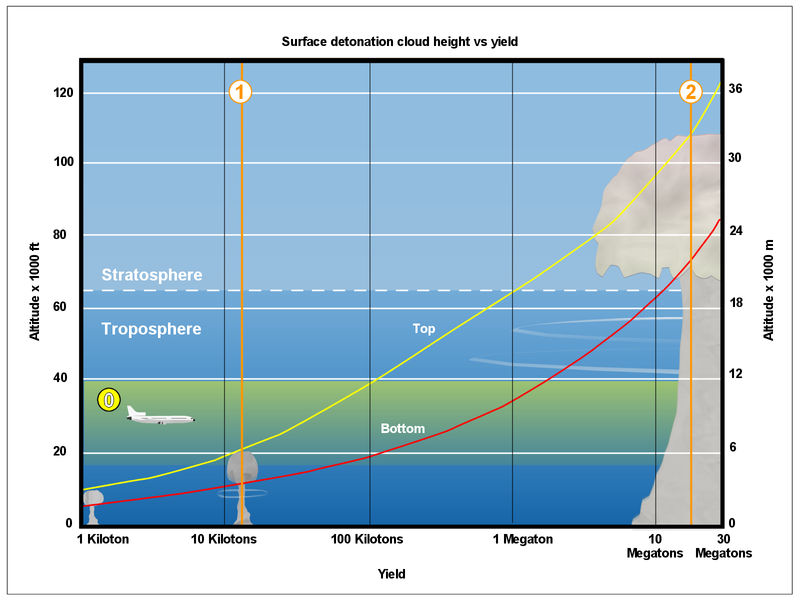 Surface detonation cloud height vs yield
1
2
120
100
80
60
40
20
0
Altitude x 1000 ft
36
30
24
18
12
6
0
Altitude x 1000 m
Stratosphere
Troposphere
Top
0
Bottom
1 Kiloton
10 Kilotons
100 Kilotons
1 Megaton
10
Megatons
30
Megatons
Yield